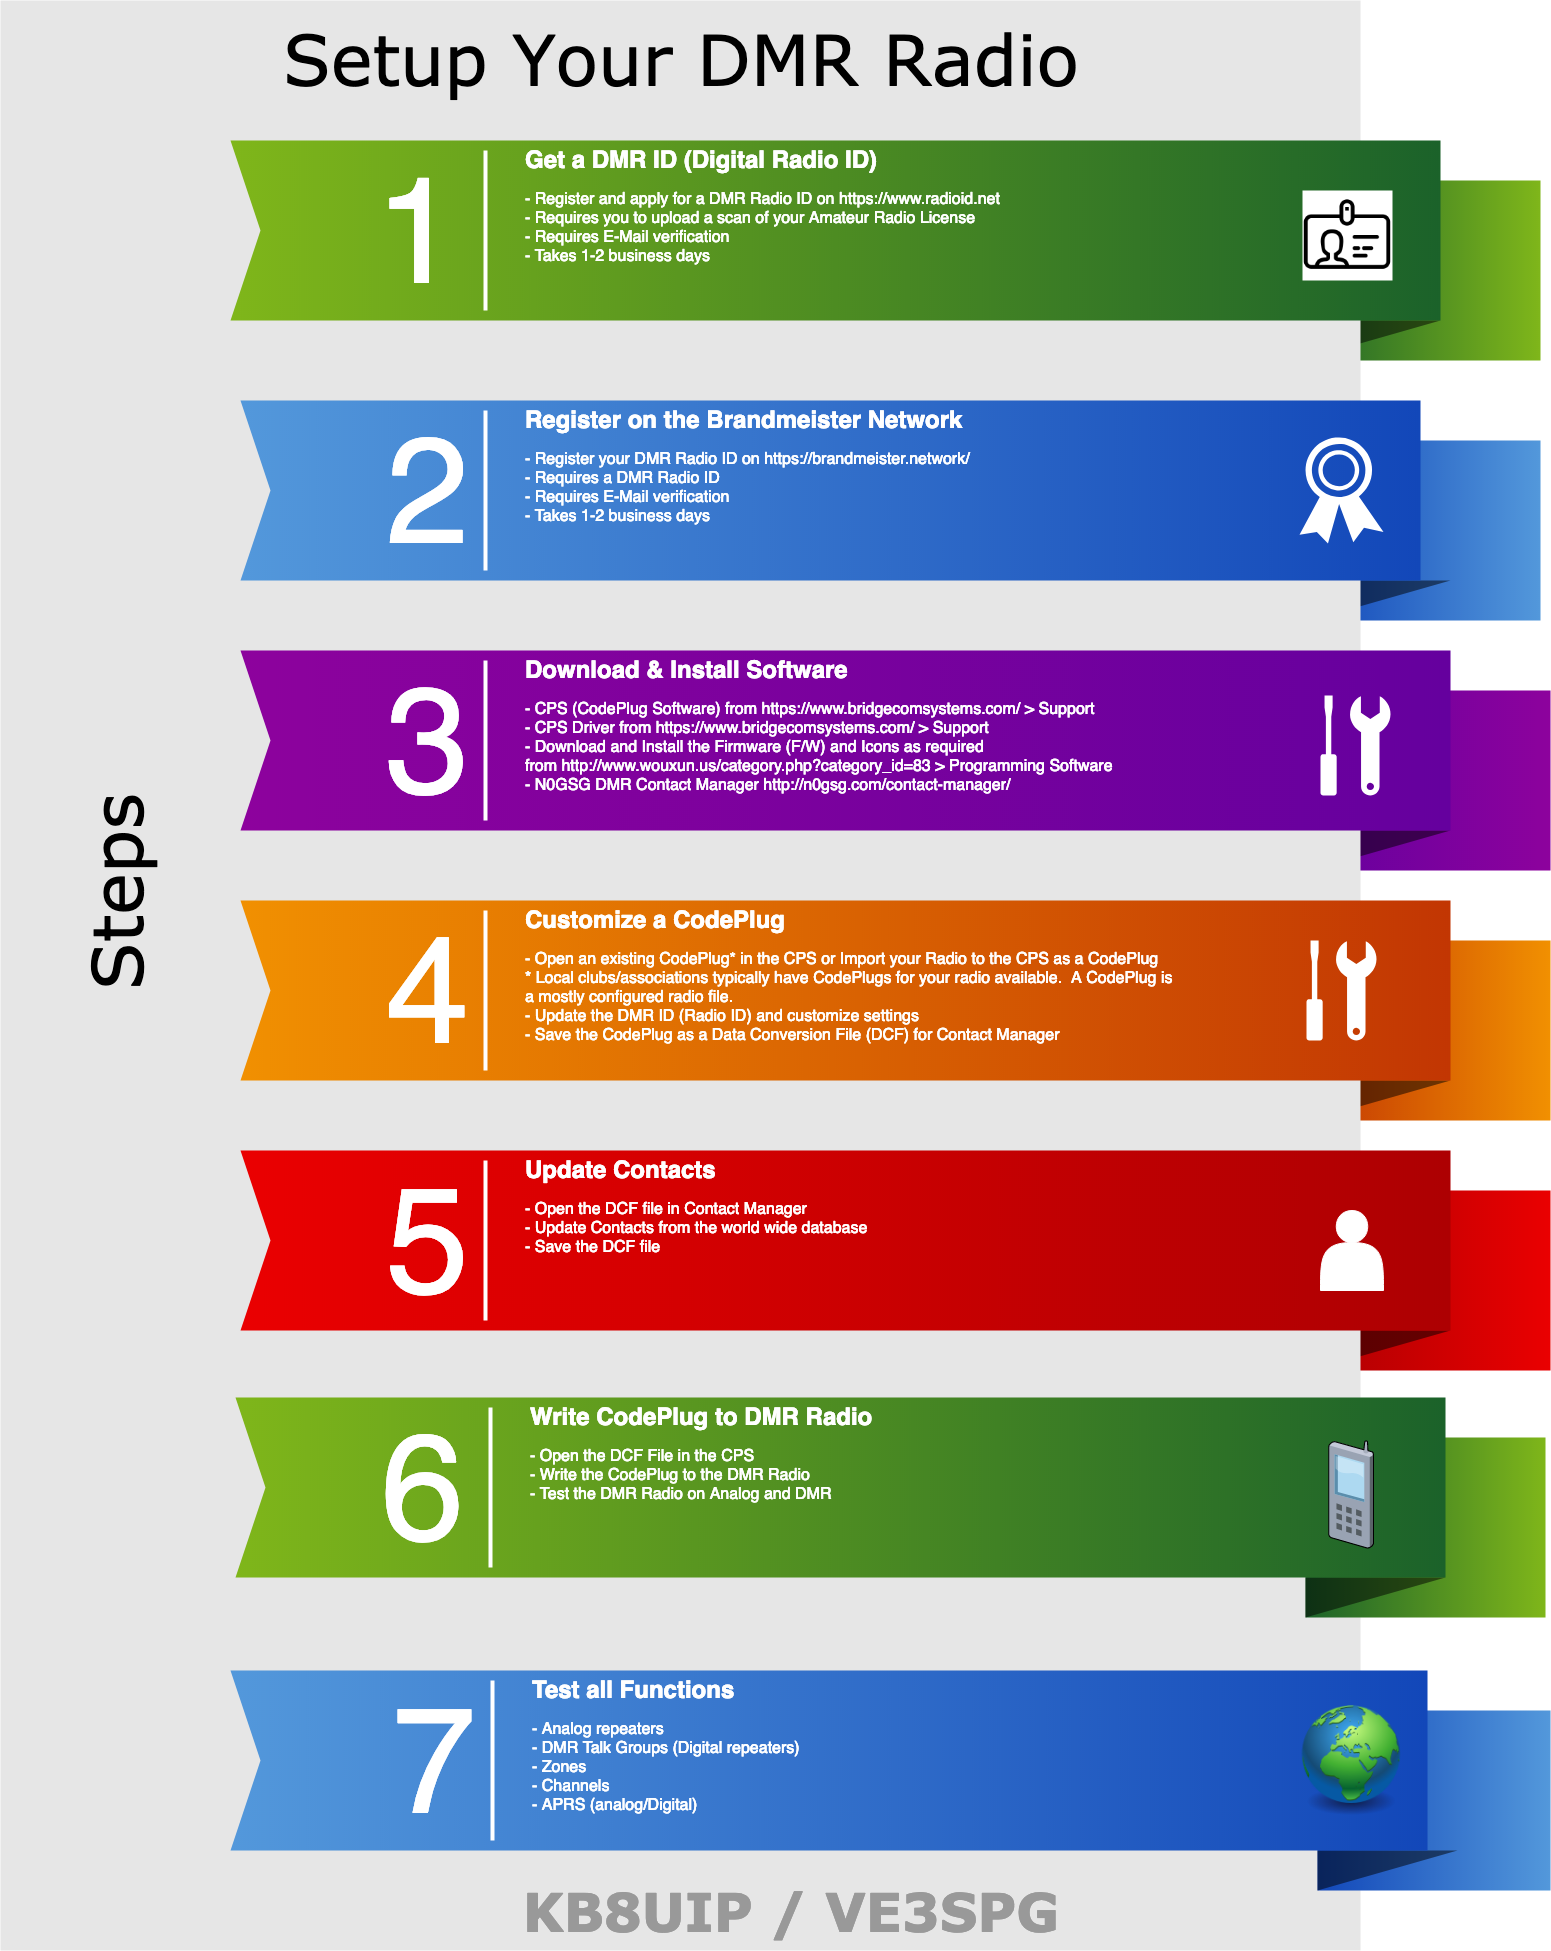 Setup Your DMR Radio
Steps
1
Get a DMR ID (Digital Radio ID)
- Register and apply for a DMR Radio ID on https://www.radioid.net
- Requires you to upload a scan of your Amateur Radio License
- Requires E-Mail verification
- Takes 1-2 business days
2
Register on the Brandmeister Network
- Register your DMR Radio ID on https://brandmeister.network/
- Requires a DMR Radio ID
- Requires E-Mail verification
- Takes 1-2 business days
3
Download & Install Software
- CPS (CodePlug Software) from https://www.bridgecomsystems.com/ > Support
- CPS Driver from https://www.bridgecomsystems.com/ > Support
- Download and Install the Firmware (F/W) and Icons as required
from http://www.wouxun.us/category.php?category_id=83 > Programming Software
- N0GSG DMR Contact Manager http://n0gsg.com/contact-manager/
4
Customize a CodePlug
- Open an existing CodePlug* in the CPS or Import your Radio to the CPS as a CodePlug
* Local clubs/associations typically have CodePlugs for your radio available.  A CodePlug is
a mostly configured radio file.
- Update the DMR ID (Radio ID) and customize settings
- Save the CodePlug as a Data Conversion File (DCF) for Contact Manager
5
Update Contacts
- Open the DCF file in Contact Manager
- Update Contacts from the world wide database
- Save the DCF file
6
Write CodePlug to DMR Radio
- Open the DCF File in the CPS
- Write the CodePlug to the DMR Radio
- Test the DMR Radio on Analog and DMR
7
Test all Functions
- Analog repeaters
- DMR Talk Groups (Digital repeaters)
- Zones
- Channels
- APRS (analog/Digital)
KB8UIP / VE3SPG